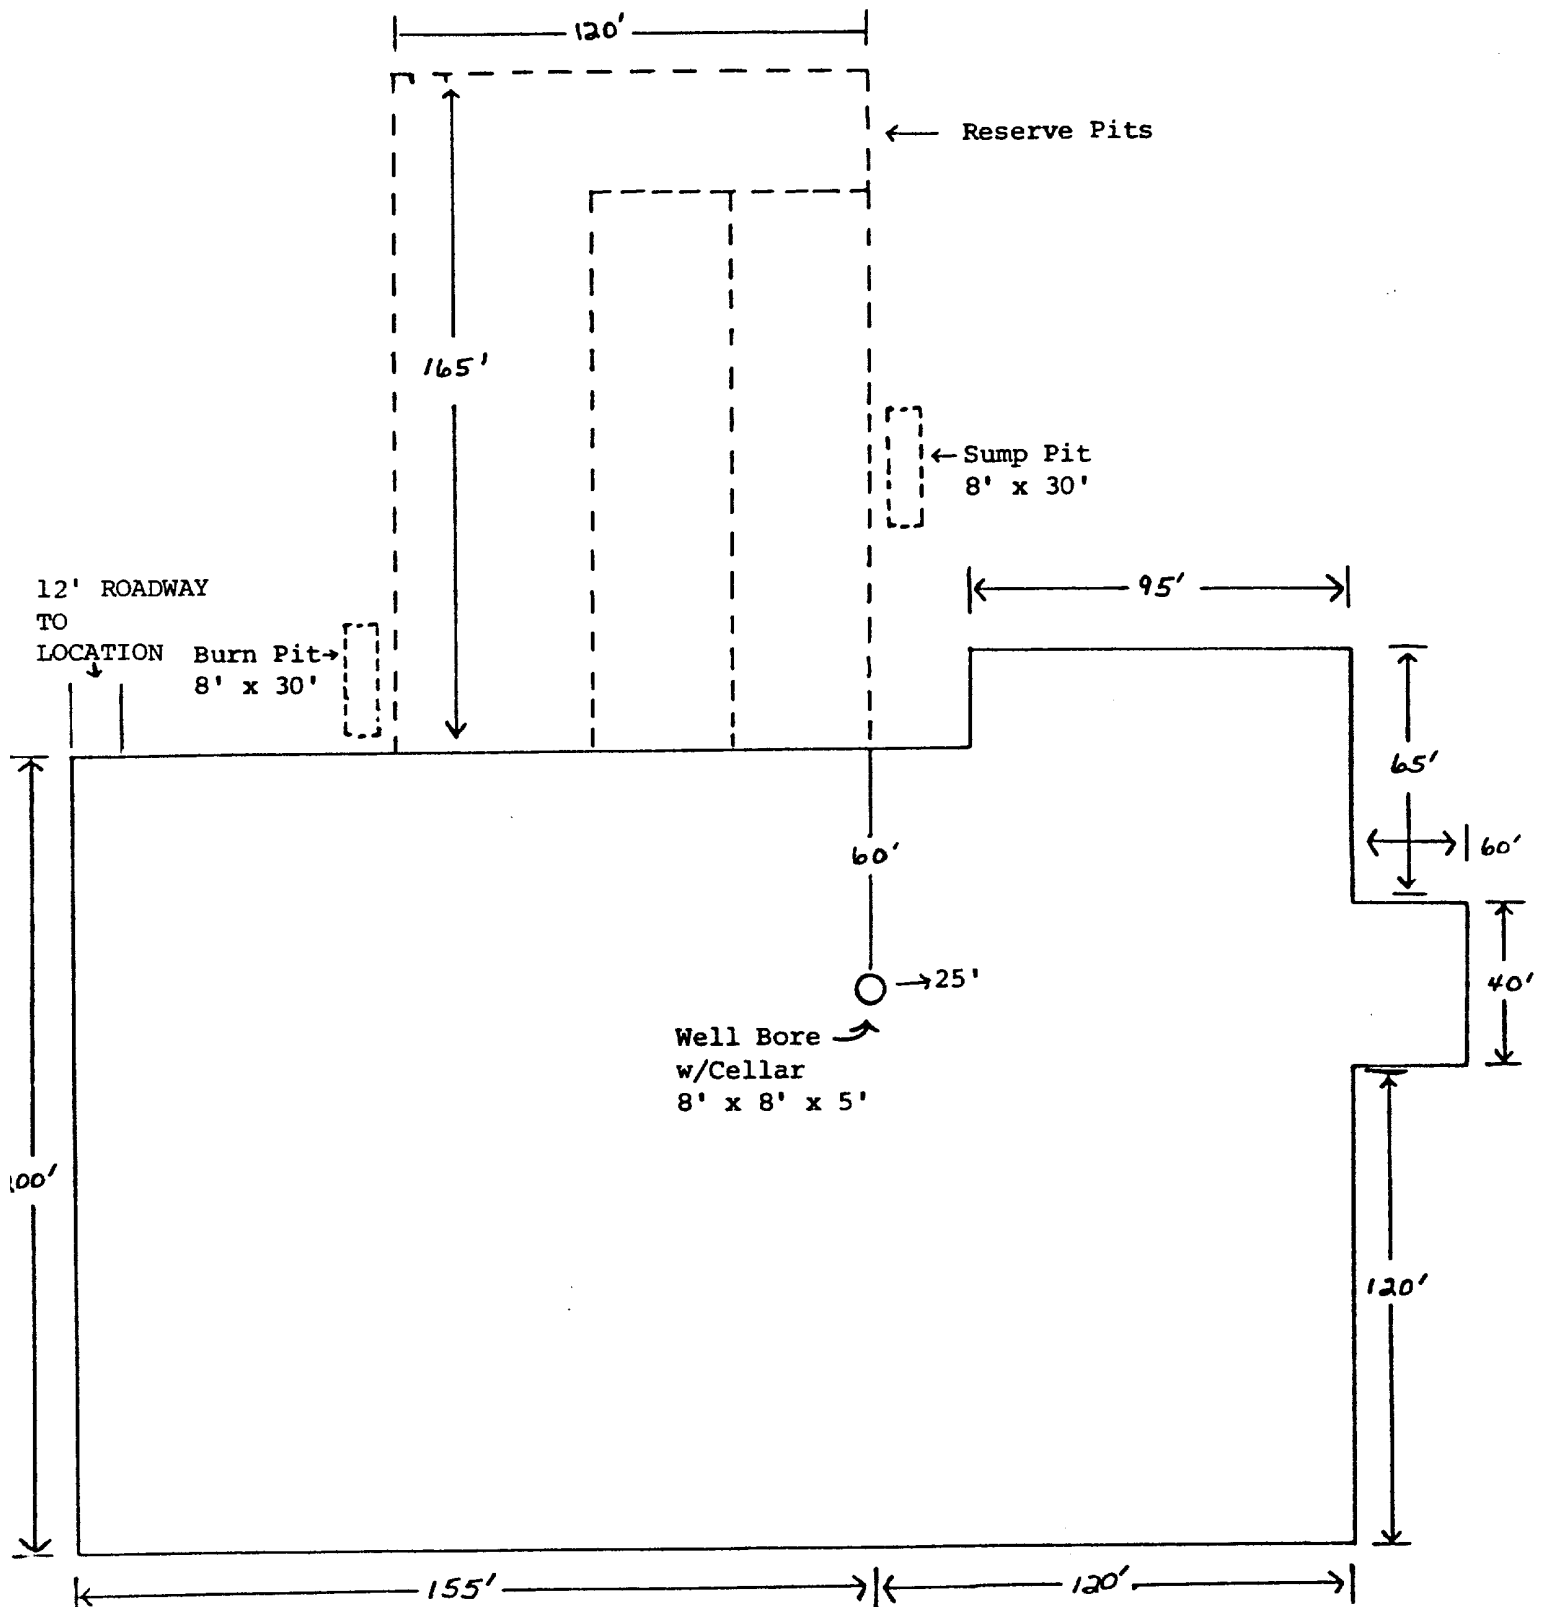 120'
Reserve Pits
165'
Sump Pit
8' x 30'
12' ROADWAY
TO
LOCATION
Burn Pit
8' x 30'
95'
65'
60'
60'
25'
40'
Well Bore
w/Cellar
8' x 8' x 5'
00'
120'
155'
120'